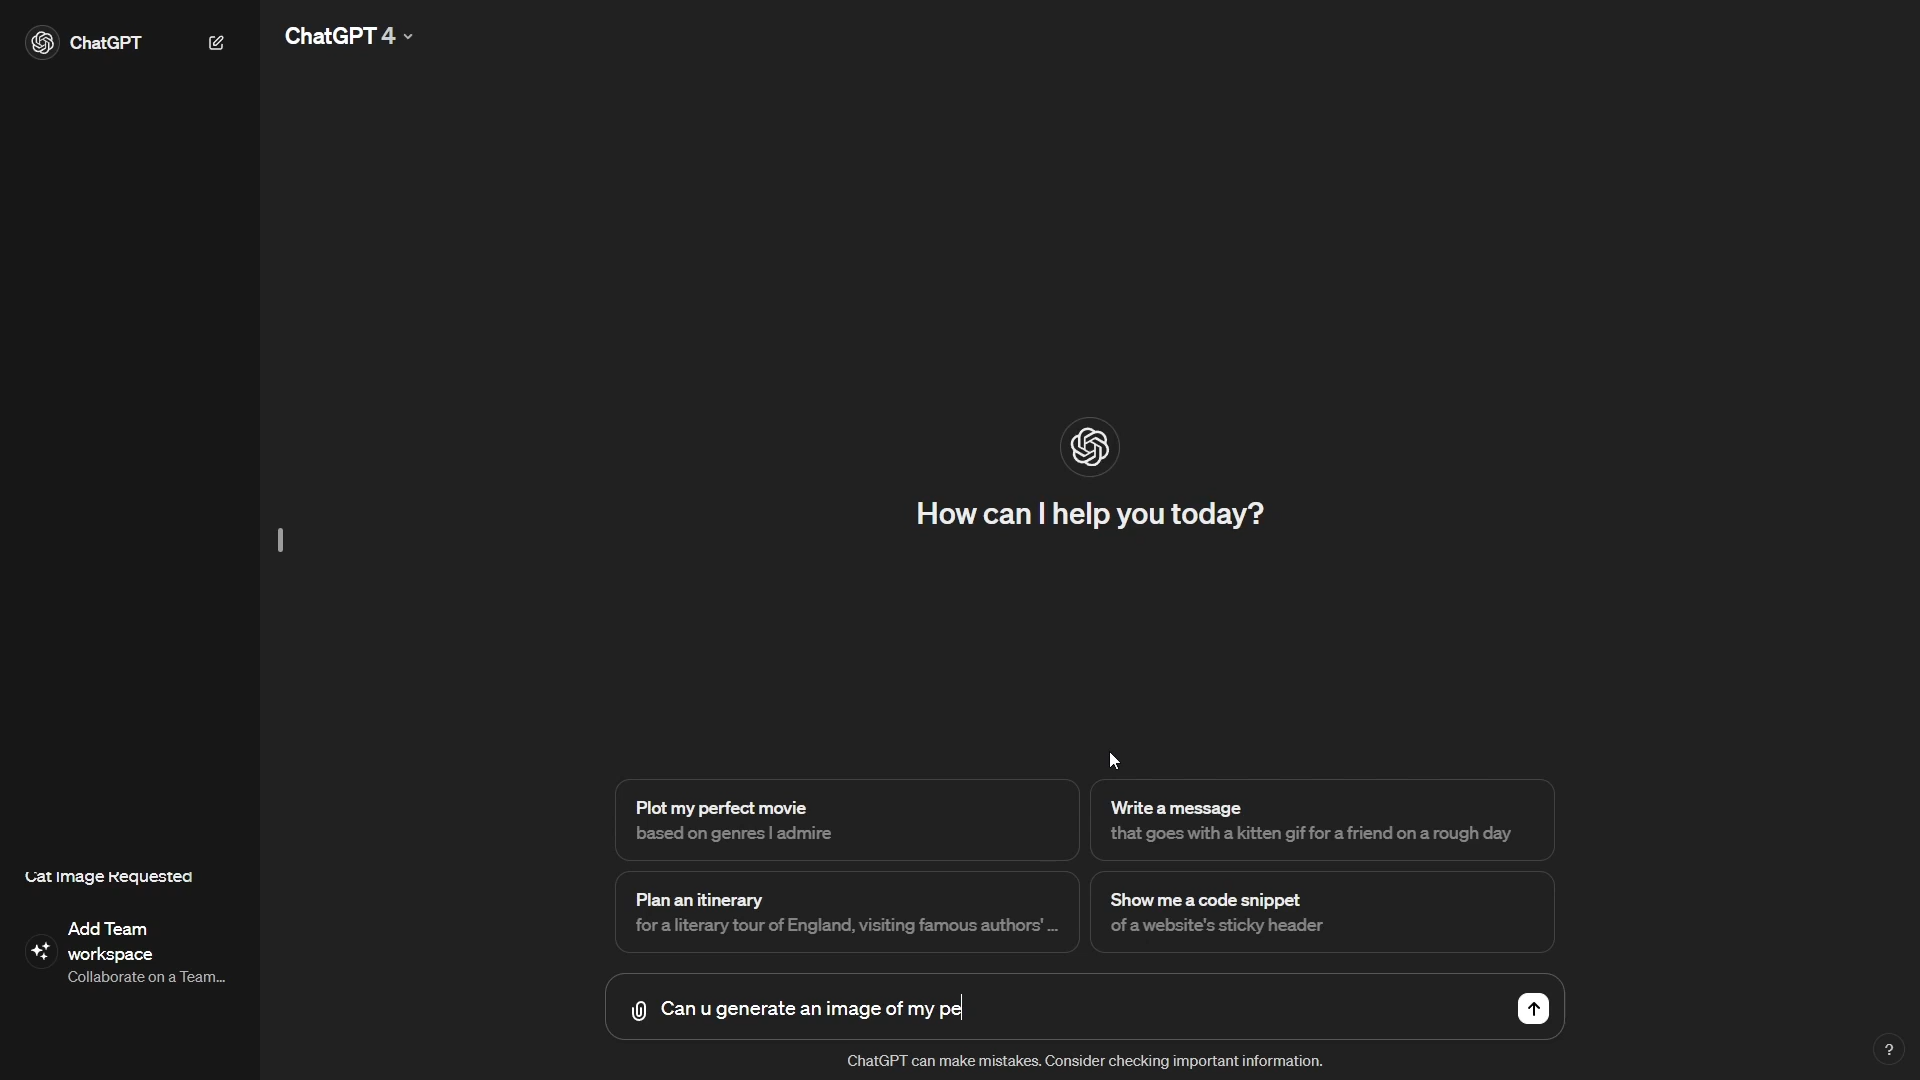 ChatGPT
ChatGPT 4
How can I help you today?
Plot my perfect movie
based on genres I admire
Write a message
that goes with a kitten gif for a friend on a rough day
Cat Image Requested
Plan an itinerary
for a literary tour of England, visiting famous authors' ...
Show me a code snippet
of a website's sticky header
Add Team
workspace
Collaborate on a Team...
Can u generate an image of my pe
ChatGPT can make mistakes. Consider checking important information.
?